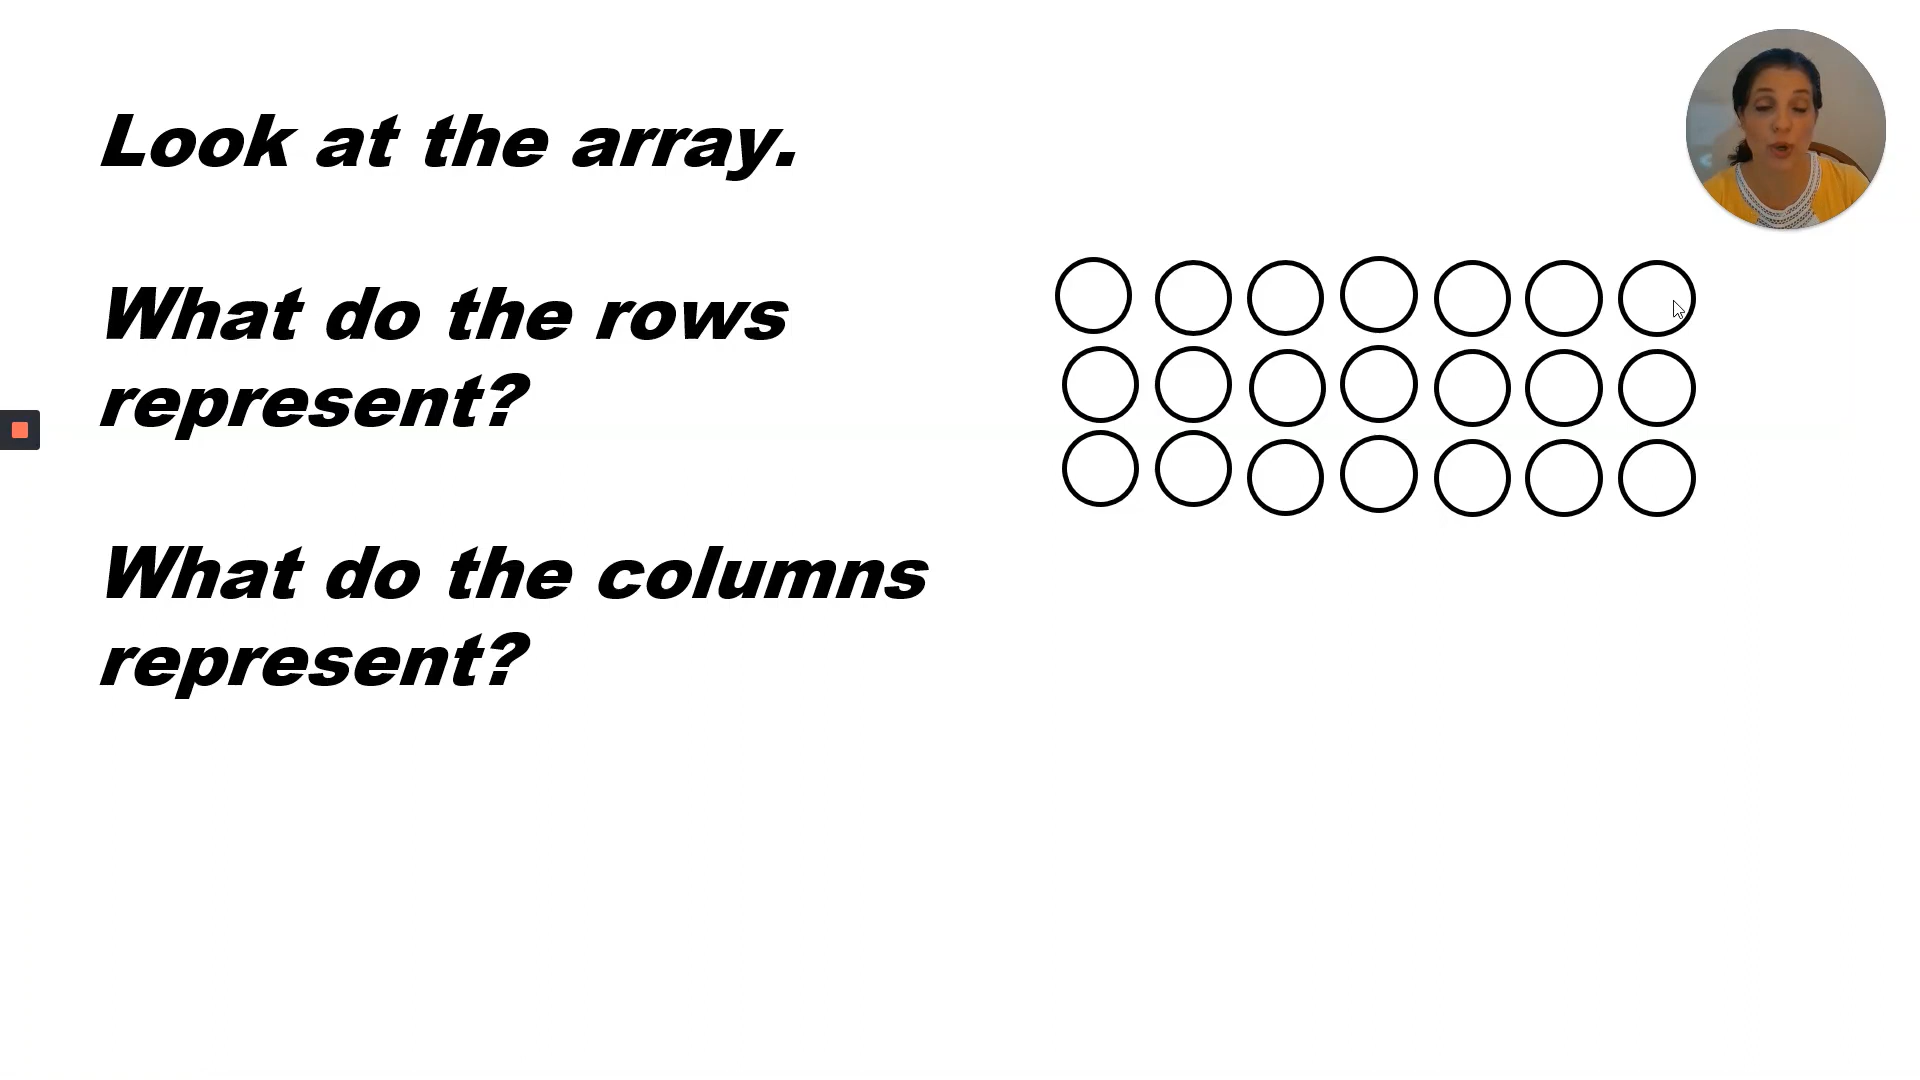 Look at the array.
What do the rows
represent?
What do the columns
represent?